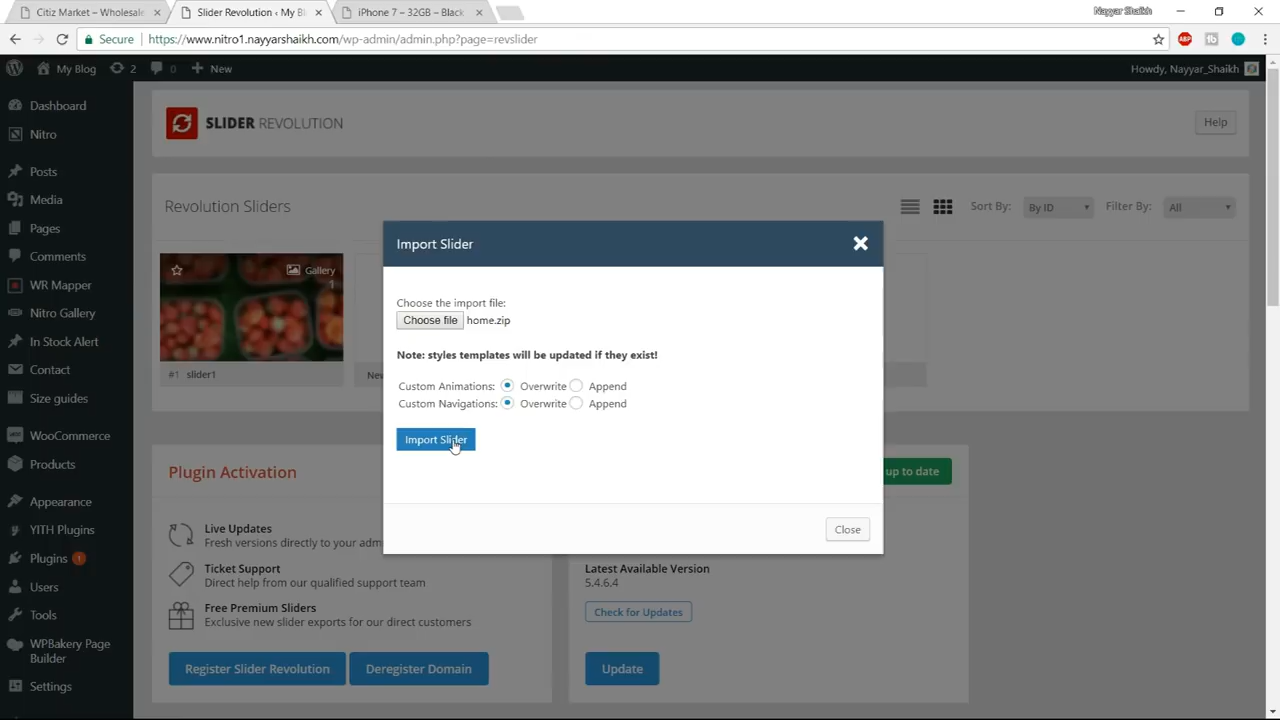 Citiz Market – Wholesale
Slider Revolution ‹ My Bl
iPhone 7 – 32GB – Black
Nayyar Shaikh
Secure
https://www.nitro1.nayyarshaikh.com/wp-admin/admin.php?page=revslider
ABP
fb
My Blog
2
0
New
Howdy, Nayyar_Shaikh
Dashboard
Nitro
Posts
Media
Pages
Comments
WR Mapper
Nitro Gallery
In Stock Alert
Contact
Size guides
WooCommerce
Products
Appearance
YITH Plugins
Plugins 1
Users
Tools
WPBakery Page
Builder
Settings
SLIDER REVOLUTION
Help
Revolution Sliders
Sort By:
By ID
Filter By:
All
Gallery
1
#1 slider1
New
Import Slider
Choose the import file:
Choose file
home.zip
Note: styles templates will be updated if they exist!
Custom Animations: Overwrite Append
Custom Navigations: Overwrite Append
Import Slider
Close
Plugin Activation
Live Updates
Fresh versions directly to your adm
Ticket Support
Direct help from our qualified support team
Free Premium Sliders
Exclusive new slider exports for our direct customers
Register Slider Revolution
Deregister Domain
up to date
Latest Available Version
5.4.6.4
Check for Updates
Update